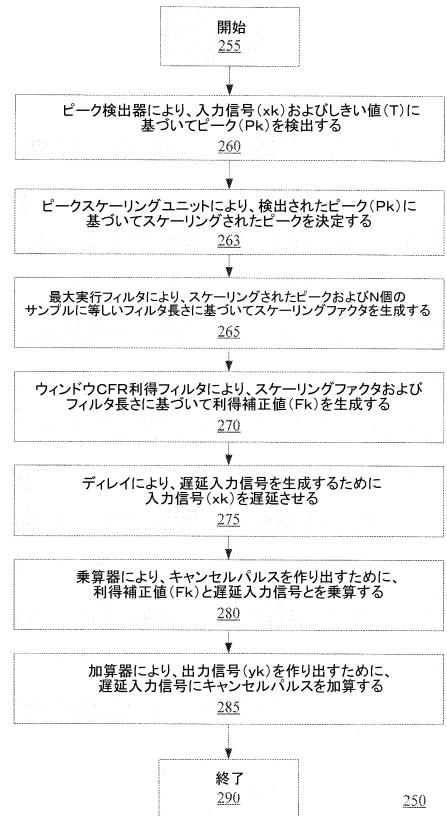 開始
255
ピーク検出器により、入力信号(xk)およびしきい値(T)に
基づいてピーク(Pk)を検出する
260
ピークスケーリングユニットにより、検出されたピーク(Pk)に
基づいてスケーリングされたピークを決定する
263
最大実行フィルタにより、スケーリングされたピークおよびN個の
サンプルに等しいフィルタ長さに基づいてスケーリングファクタを生成する
265
ウィンドウCFR利得フィルタにより、スケーリングファクタおよび
フィルタ長さに基づいて利得補正値(Fk)を生成する
270
ディレイにより、遅延入力信号を生成するために
入力信号(xk)を遅延させる
275
乗算器により、キャンセルパルスを作り出すために、
利得補正値(Fk)と遅延入力信号とを乗算する
280
加算器により、出力信号(yk)を作り出すために、
遅延入力信号にキャンセルパルスを加算する
285
終了
290
250